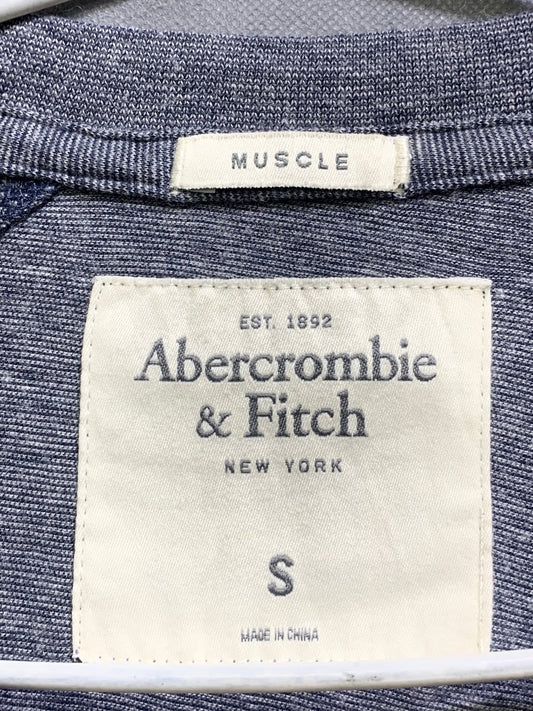 MUSCLE
EST. 1892
Abercrombie
& Fitch
NEW YORK
S
MADE IN CHINA